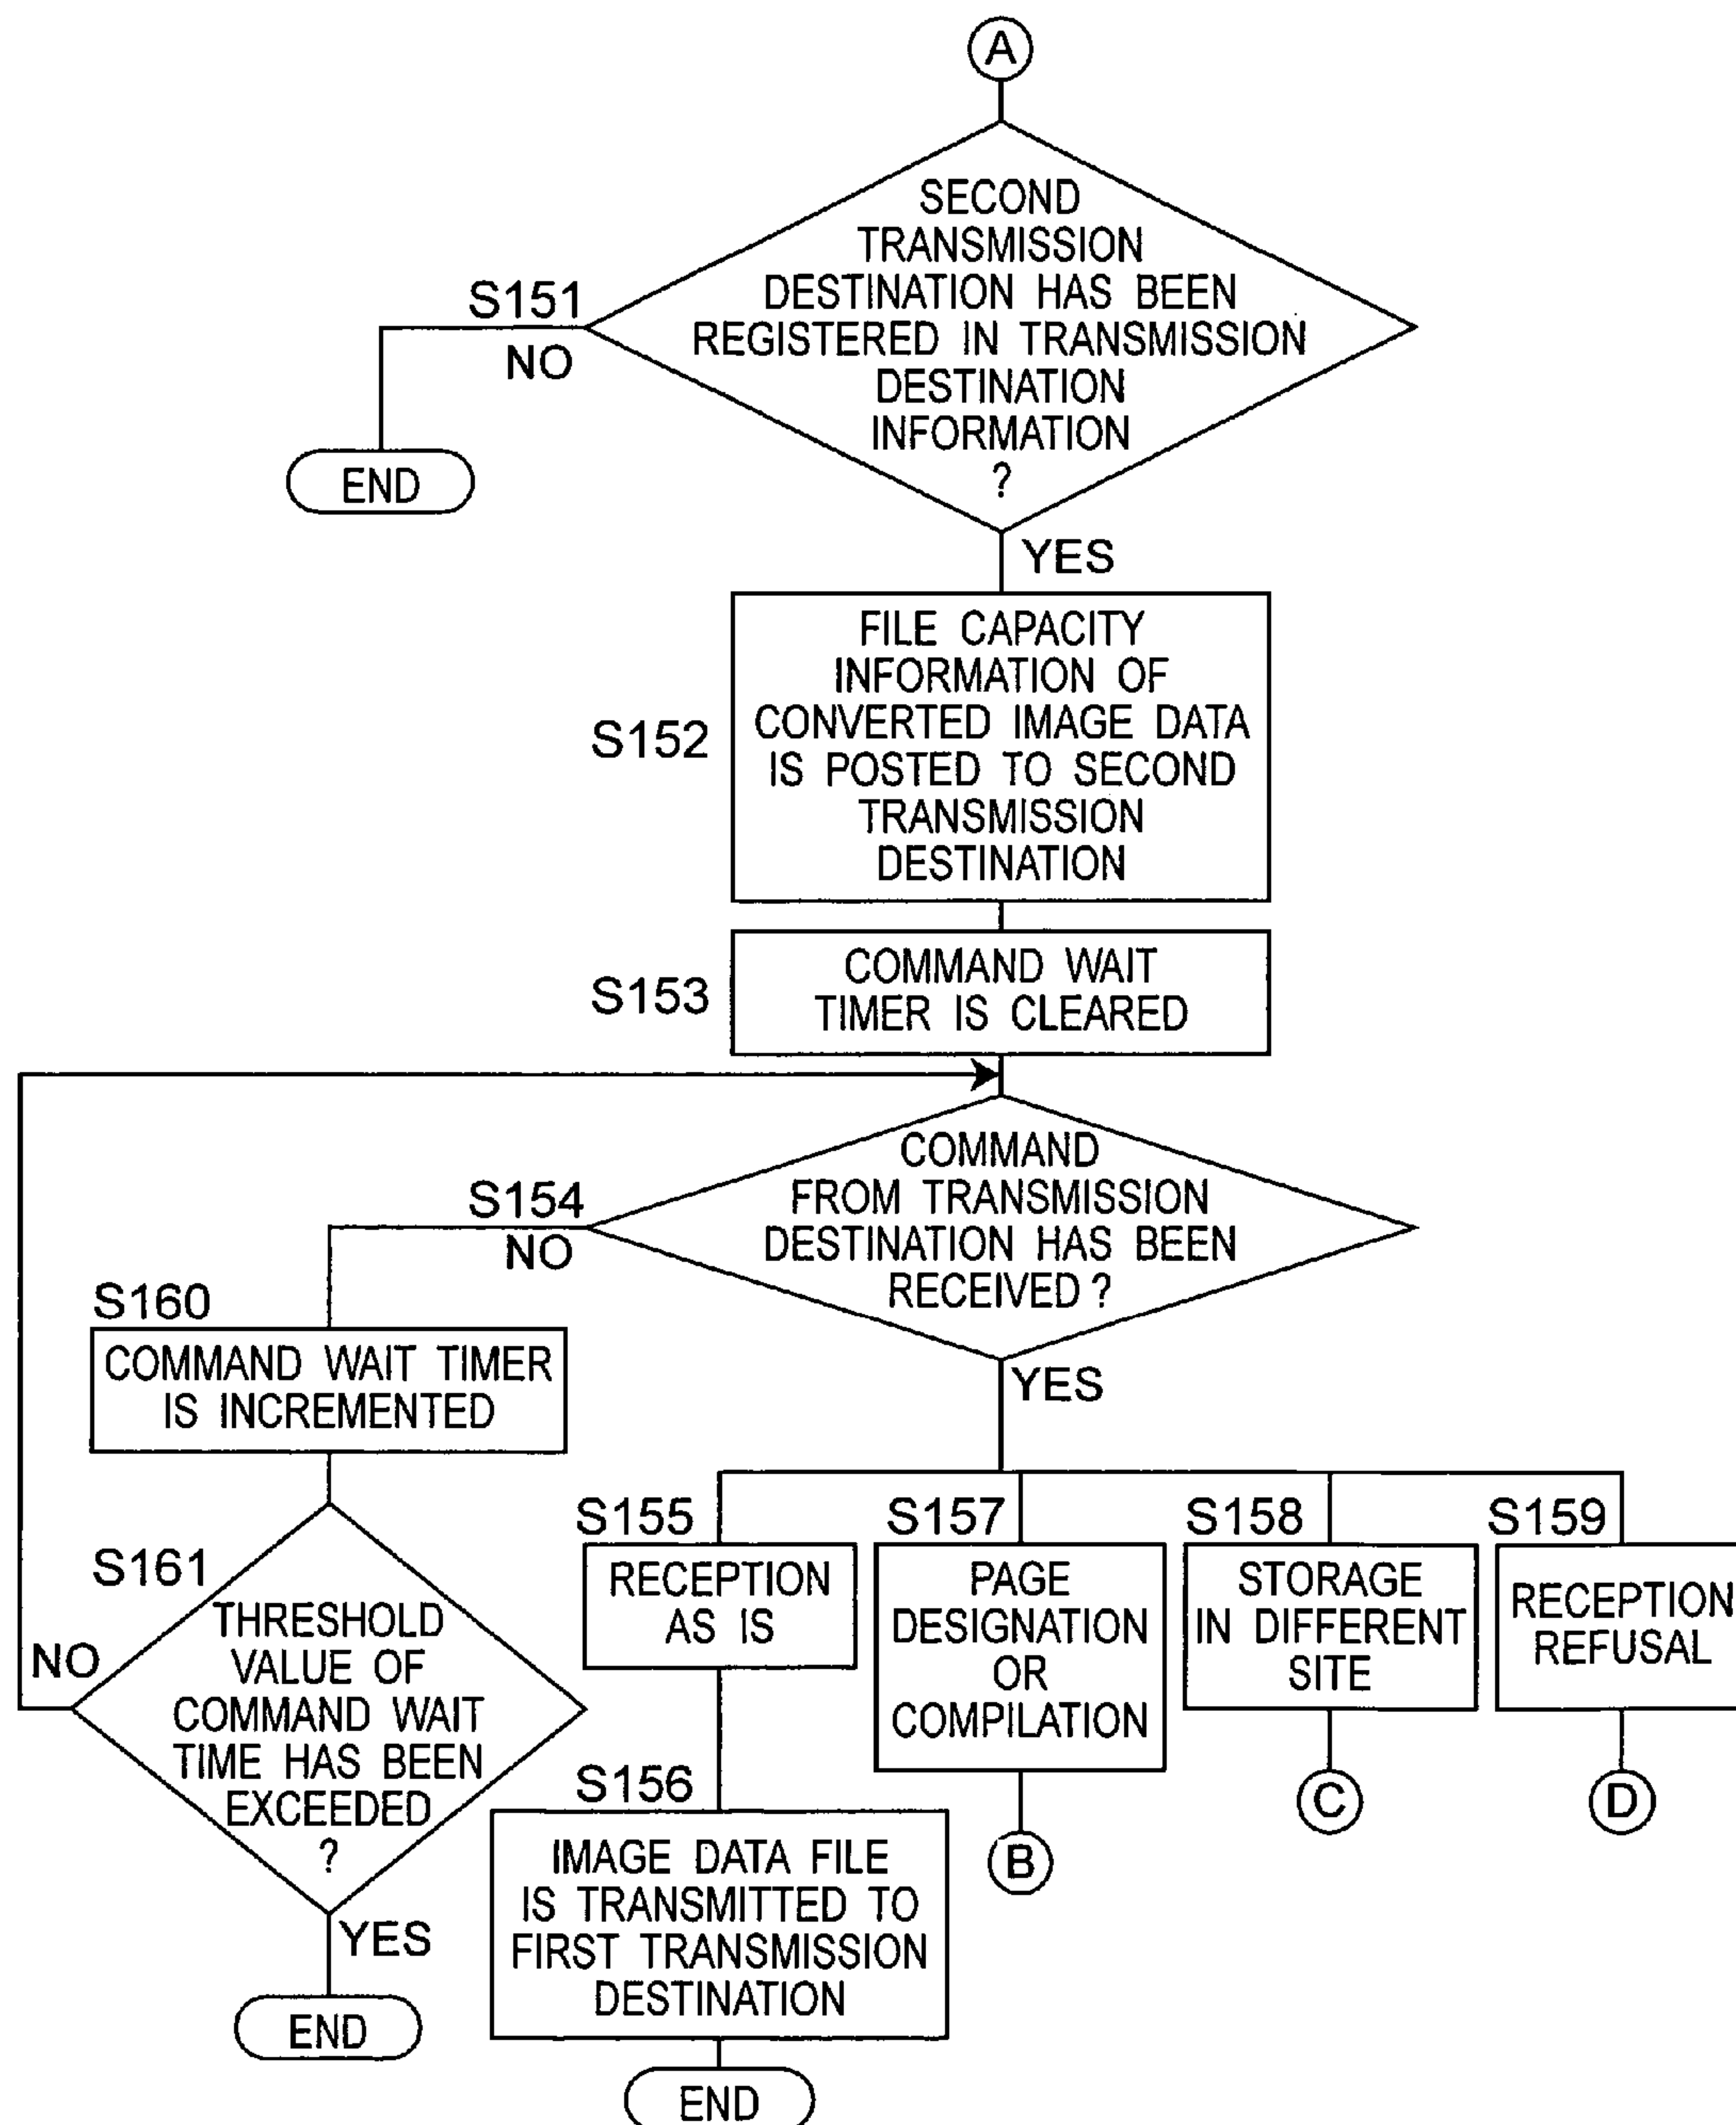 A
SECOND
TRANSMISSION
DESTINATION HAS BEEN
REGISTERED IN TRANSMISSION
DESTINATION
INFORMATION
?
S151
NO
END
YES
S152
FILE CAPACITY
INFORMATION OF
CONVERTED IMAGE DATA
IS POSTED TO SECOND
TRANSMISSION
DESTINATION
S153
COMMAND WAIT
TIMER IS CLEARED
S154
NO
COMMAND
FROM TRANSMISSION
DESTINATION HAS BEEN
RECEIVED ?
YES
S160
COMMAND WAIT TIMER
IS INCREMENTED
S161
THRESHOLD
VALUE OF
COMMAND WAIT
TIME HAS BEEN
EXCEEDED
?
NO
YES
END
S155
RECEPTION
AS IS
S156
IMAGE DATA FILE
IS TRANSMITTED TO
FIRST TRANSMISSION
DESTINATION
END
S157
PAGE
DESIGNATION
OR
COMPILATION
B
S158
STORAGE
IN DIFFERENT
SITE
C
S159
RECEPTION
REFUSAL
D